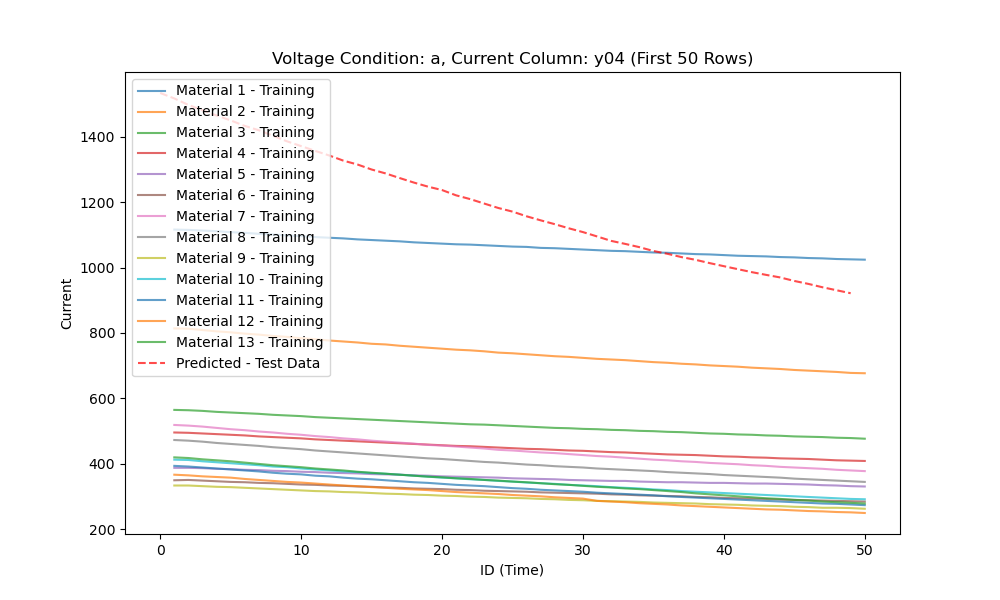 Voltage Condition: a, Current Column: y04 (First 50 Rows)
Material 1 - Training
Material 2 - Training
Material 3 - Training
Material 4 - Training
Material 5 - Training
Material 6 - Training
Material 7 - Training
Material 8 - Training
Material 9 - Training
Material 10 - Training
Material 11 - Training
Material 12 - Training
Material 13 - Training
Predicted - Test Data
Current
1400
1200
1000
800
600
400
200
0
10
20
30
40
50
ID (Time)